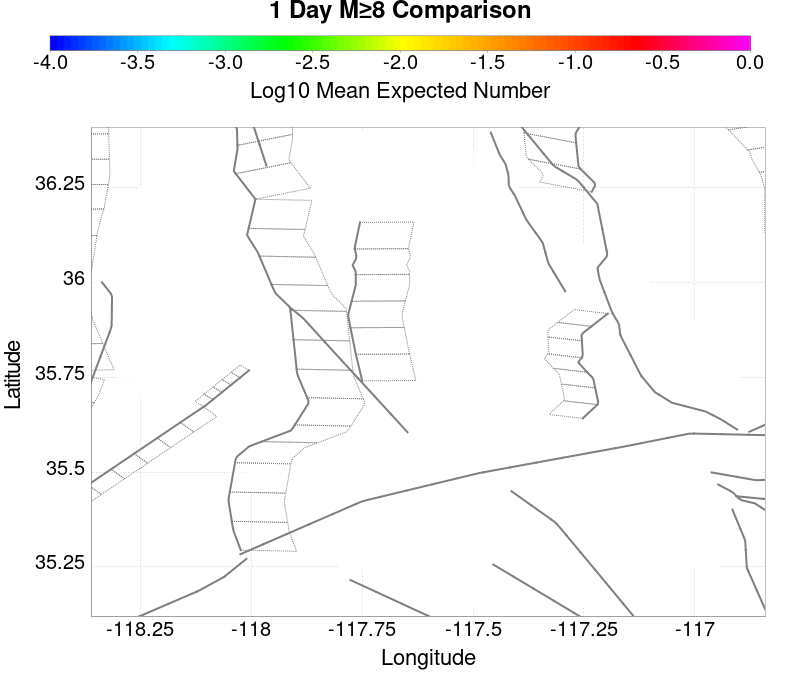 1 Day M≥8 Comparison
-4.0 -3.5 -3.0 -2.5 -2.0 -1.5 -1.0 -0.5 0.0
Log10 Mean Expected Number
36.25
36
35.75
35.5
35.25
Latitude
-118.25 -118 -117.75 -117.5 -117.25 -117
Longitude